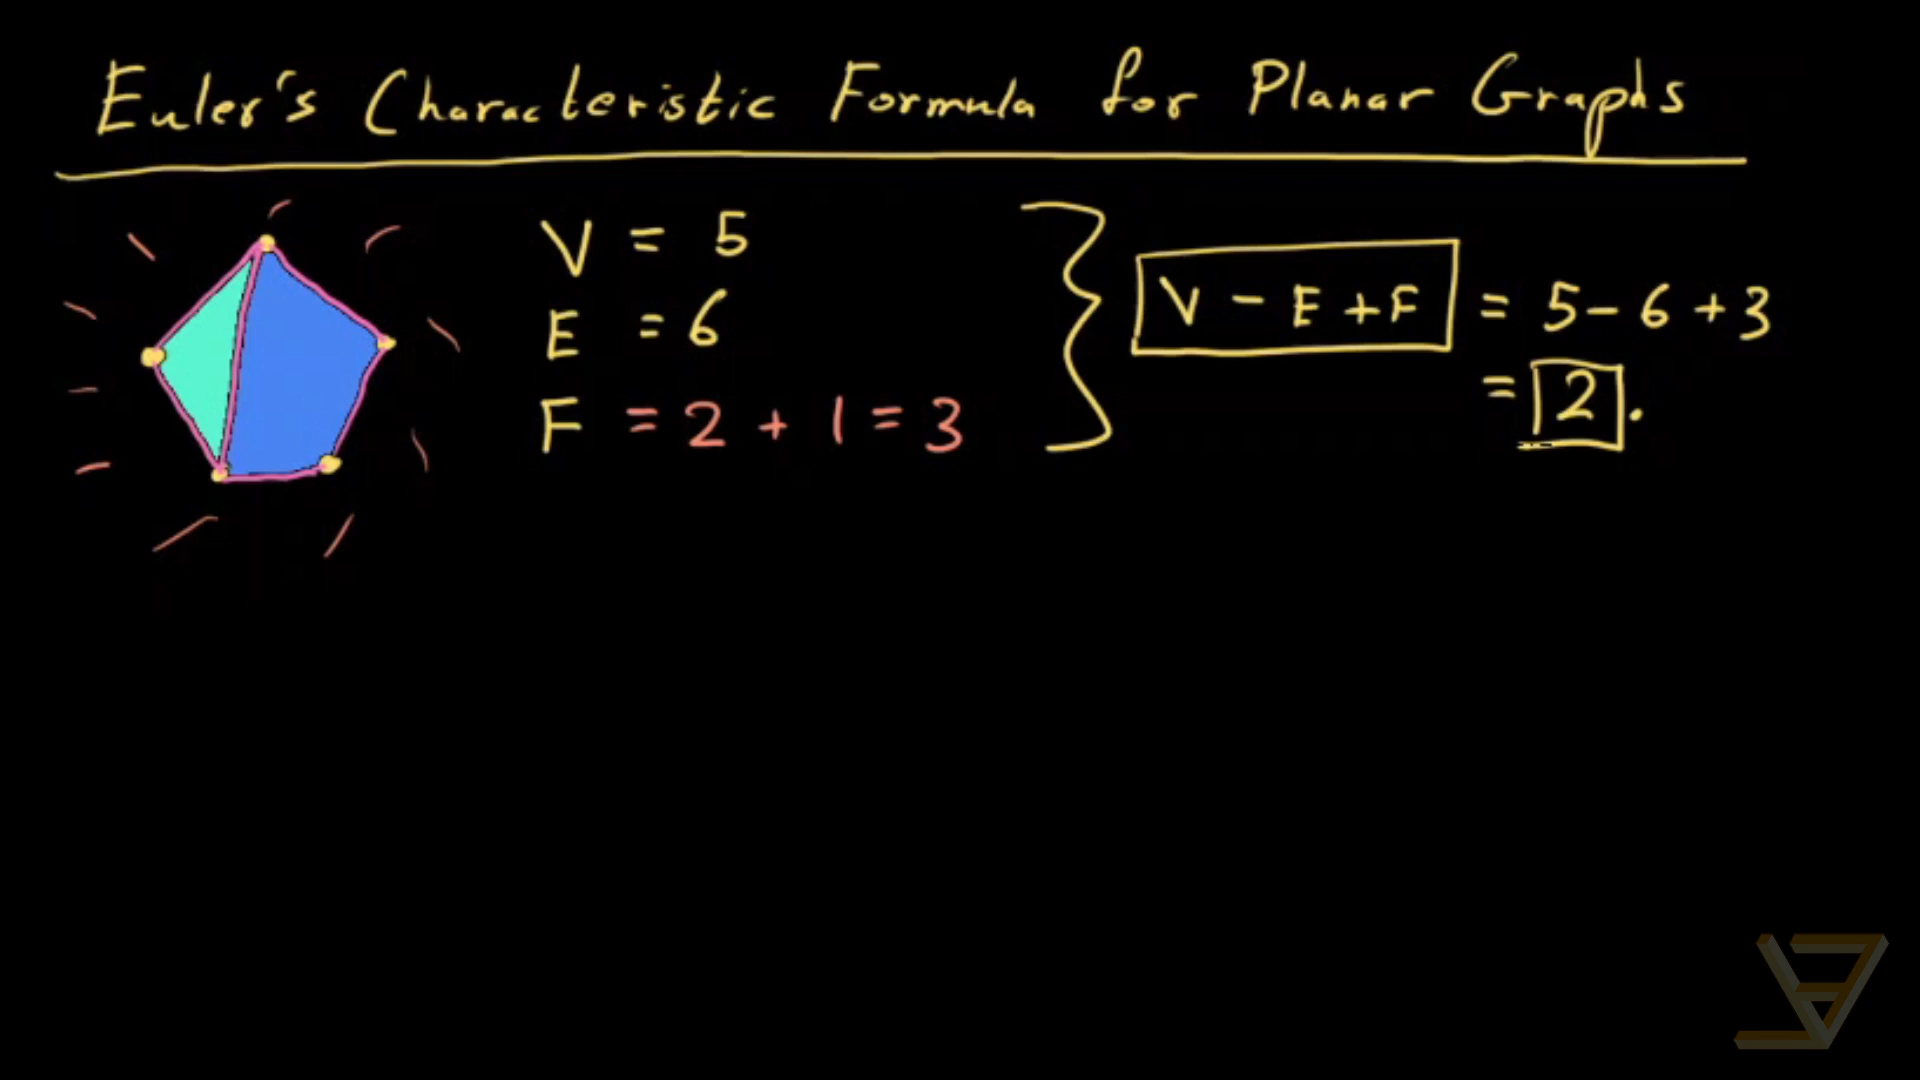 Euler's Characteristic Formula for Planar Graphs
V = 5
E = 6
F = 2 + 1 = 3
V - E + F = 5 - 6 + 3
= 2.